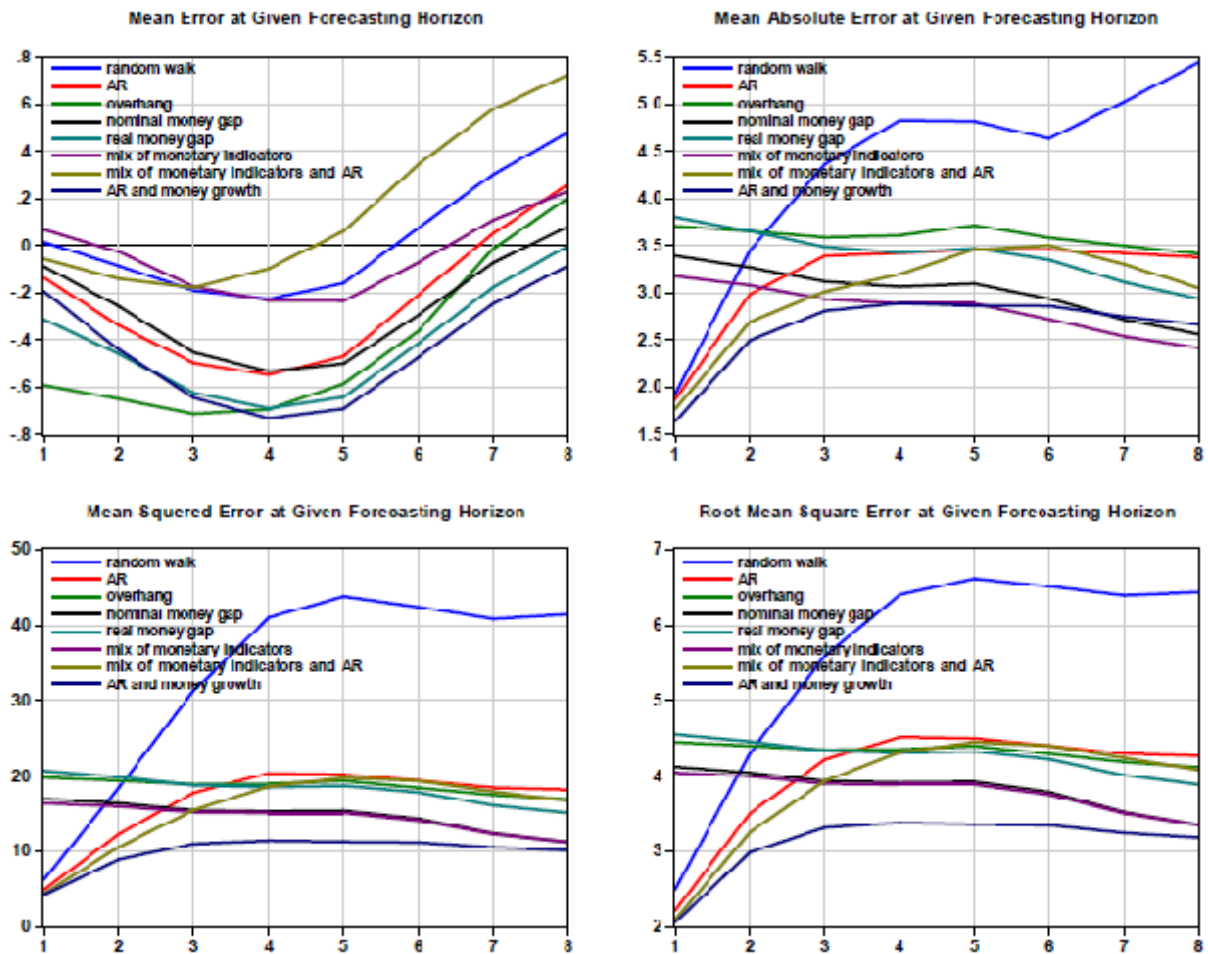 Mean Error at Given Forecasting Horizon
.8
.6
.4
.2
.0
-.2
-.4
-.6
-.8
random walk
AR
overhang
nominal money gap
real money gap
mix of monetary indicators
mix of monetary indicators and AR
AR and money growth
1 2 3 4 5 6 7 8
Mean Absolute Error at Given Forecasting Horizon
5.5
5.0
4.5
4.0
3.5
3.0
2.5
2.0
1.5
random walk
AR
overhang
nominal money gap
real money gap
mix of monetary indicators
mix of monetary indicators and AR
AR and money growth
1 2 3 4 5 6 7 8
Mean Squered Error at Given Forecasting Horizon
50
40
30
20
10
0
random walk
AR
overhang
nominal money gap
real money gap
mix of monetary indicators
mix of monetary indicators and AR
AR and money growth
1 2 3 4 5 6 7 8
Root Mean Square Error at Given Forecasting Horizon
7
6
5
4
3
2
random walk
AR
overhang
nominal money gap
real money gap
mix of monetary indicators
mix of monetary indicators and AR
AR and money growth
1 2 3 4 5 6 7 8